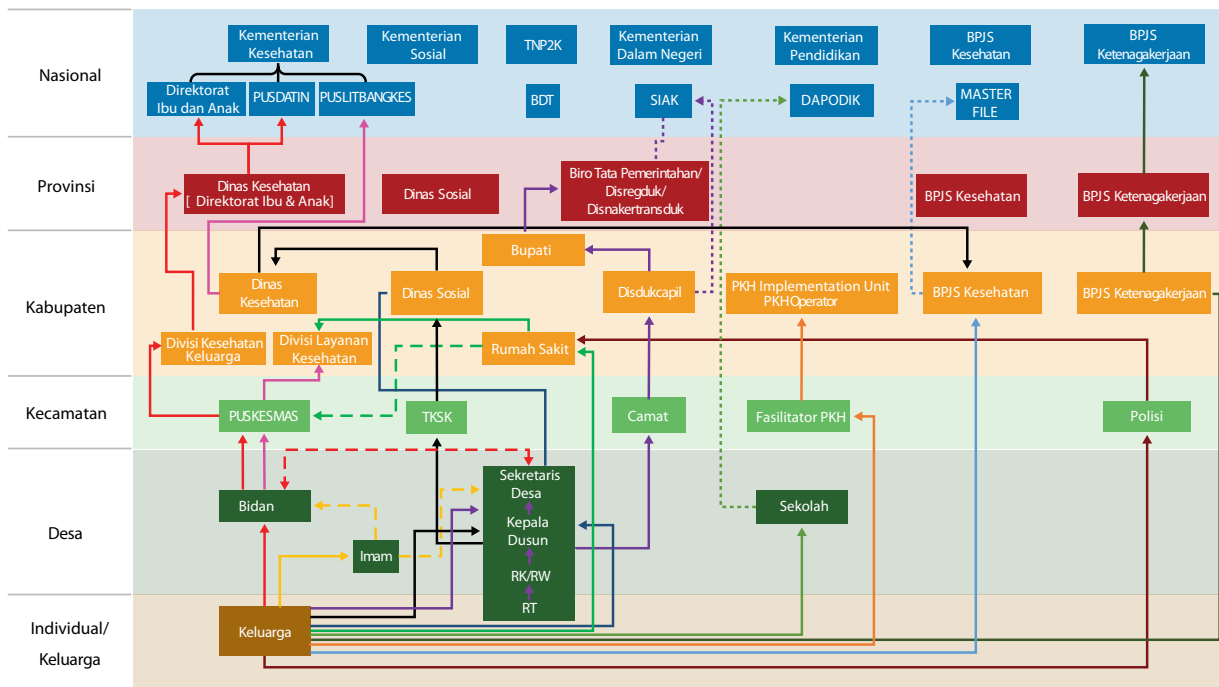 Nasional
Kementerian
Kesehatan
Kementerian
Sosial
TNP2K
Kementerian
Dalam Negeri
Kementerian
Pendidikan
BPJS
Kesehatan
BPJS
Ketenagakerjaan
Direktorat
Ibu dan Anak
PUSDATIN
PUSLITBANGKES
BDT
SIAK
DAPODIK
MASTER
FILE
Provinsi
Dinas Kesehatan
[ Direktorat Ibu & Anak]
Dinas Sosial
Biro Tata Pemerintahan/
Disregduk/
Disnakertransduk
BPJS Kesehatan
BPJS Ketenagakerjaan
Kabupaten
Bupati
Dinas
Kesehatan
Dinas Sosial
Disdukcapil
PKH Implementation Unit
PKHOperator
BPJS Kesehatan
BPJS Ketenagakerjaan
Divisi Kesehatan
Keluarga
Divisi Layanan
Kesehatan
Rumah Sakit
Kecamatan
PUSKESMAS
TKSK
Camat
Fasilitator PKH
Polisi
Desa
Bidan
Imam
Sekretaris
Desa
Kepala
Dusun
RK/RW
RT
Sekolah
Individual/
Keluarga
Keluarga